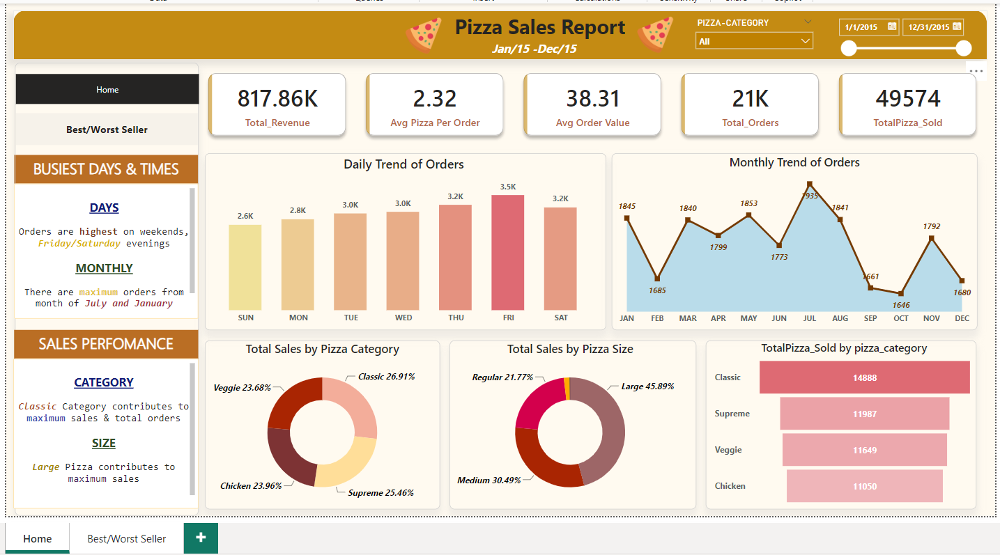 Pizza Sales Report
Jan/15 -Dec/15
PIZZA-CATEGORY
All
1/1/2015
12/31/2015
Home
Best/Worst Seller
BUSIEST DAYS & TIMES
DAYS
Orders are highest on weekends,
Friday/Saturday evenings
MONTHLY
There are maximum orders from
month of July and January
SALES PERFOMANCE
CATEGORY
Classic Category contributes to
maximum sales & total orders
SIZE
Large Pizza contributes to
maximum sales
817.86K
Total_Revenue
2.32
Avg Pizza Per Order
38.31
Avg Order Value
21K
Total_Orders
49574
TotalPizza_Sold
Daily Trend of Orders
2.6K
2.8K
3.0K
3.0K
3.2K
3.5K
3.2K
SUN
MON
TUE
WED
THU
FRI
SAT
Monthly Trend of Orders
1845
1685
1840
1799
1853
1773
1935
1841
1661
1646
1792
1680
JAN
FEB
MAR
APR
MAY
JUN
JUL
AUG
SEP
OCT
NOV
DEC
Total Sales by Pizza Category
Veggie 23.68%
Classic 26.91%
Chicken 23.96%
Supreme 25.46%
Total Sales by Pizza Size
Regular 21.77%
Large 45.89%
Medium 30.49%
TotalPizza_Sold by pizza_category
Classic
14888
Supreme
11987
Veggie
11649
Chicken
11050
Home
Best/Worst Seller